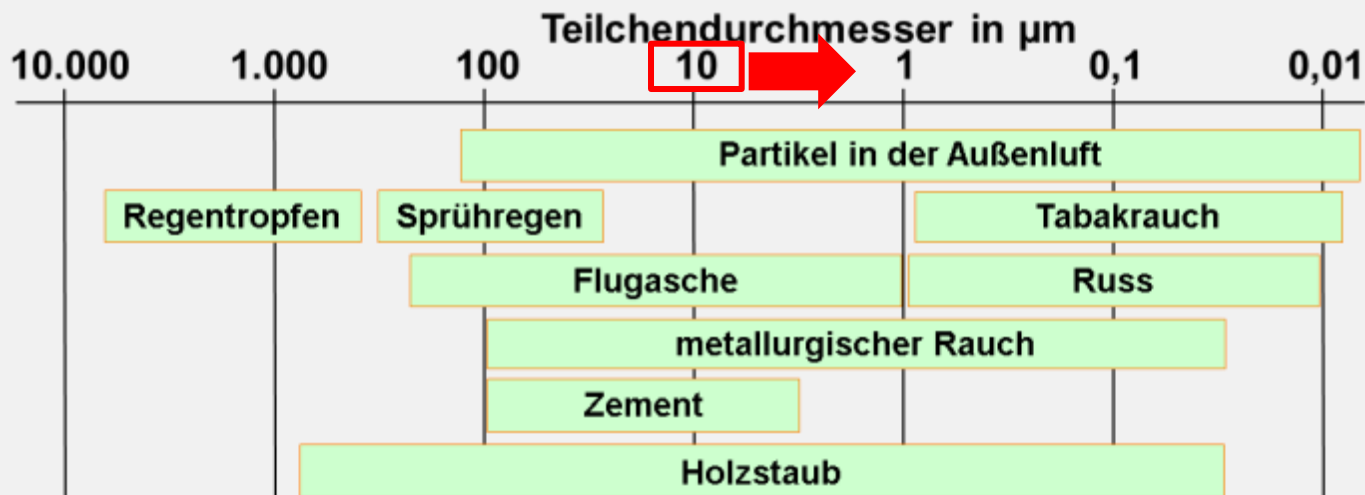 Teilchendurchmesser in µm
10.000 1.000 100 10 1 0,1 0,01
Partikel in der Außenluft
Regentropfen Sprühregen Tabakrauch
Flugasche Russ
metallurgischer Rauch
Zement
Holzstaub